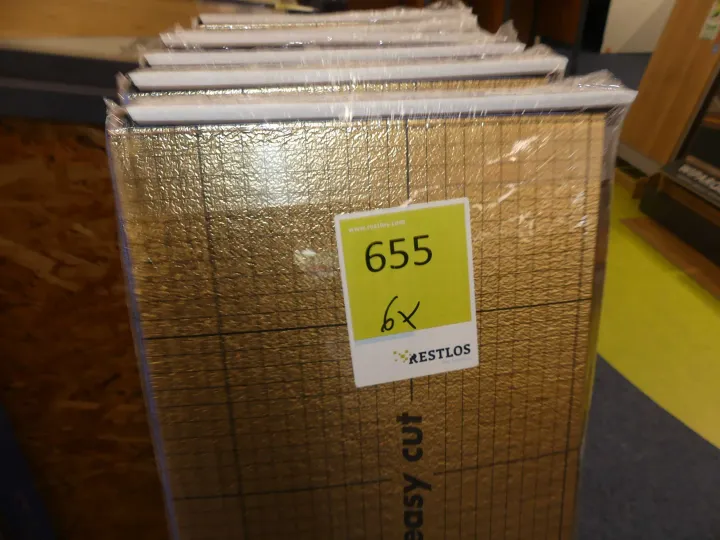 655
6x
RESTLOS
easy cut